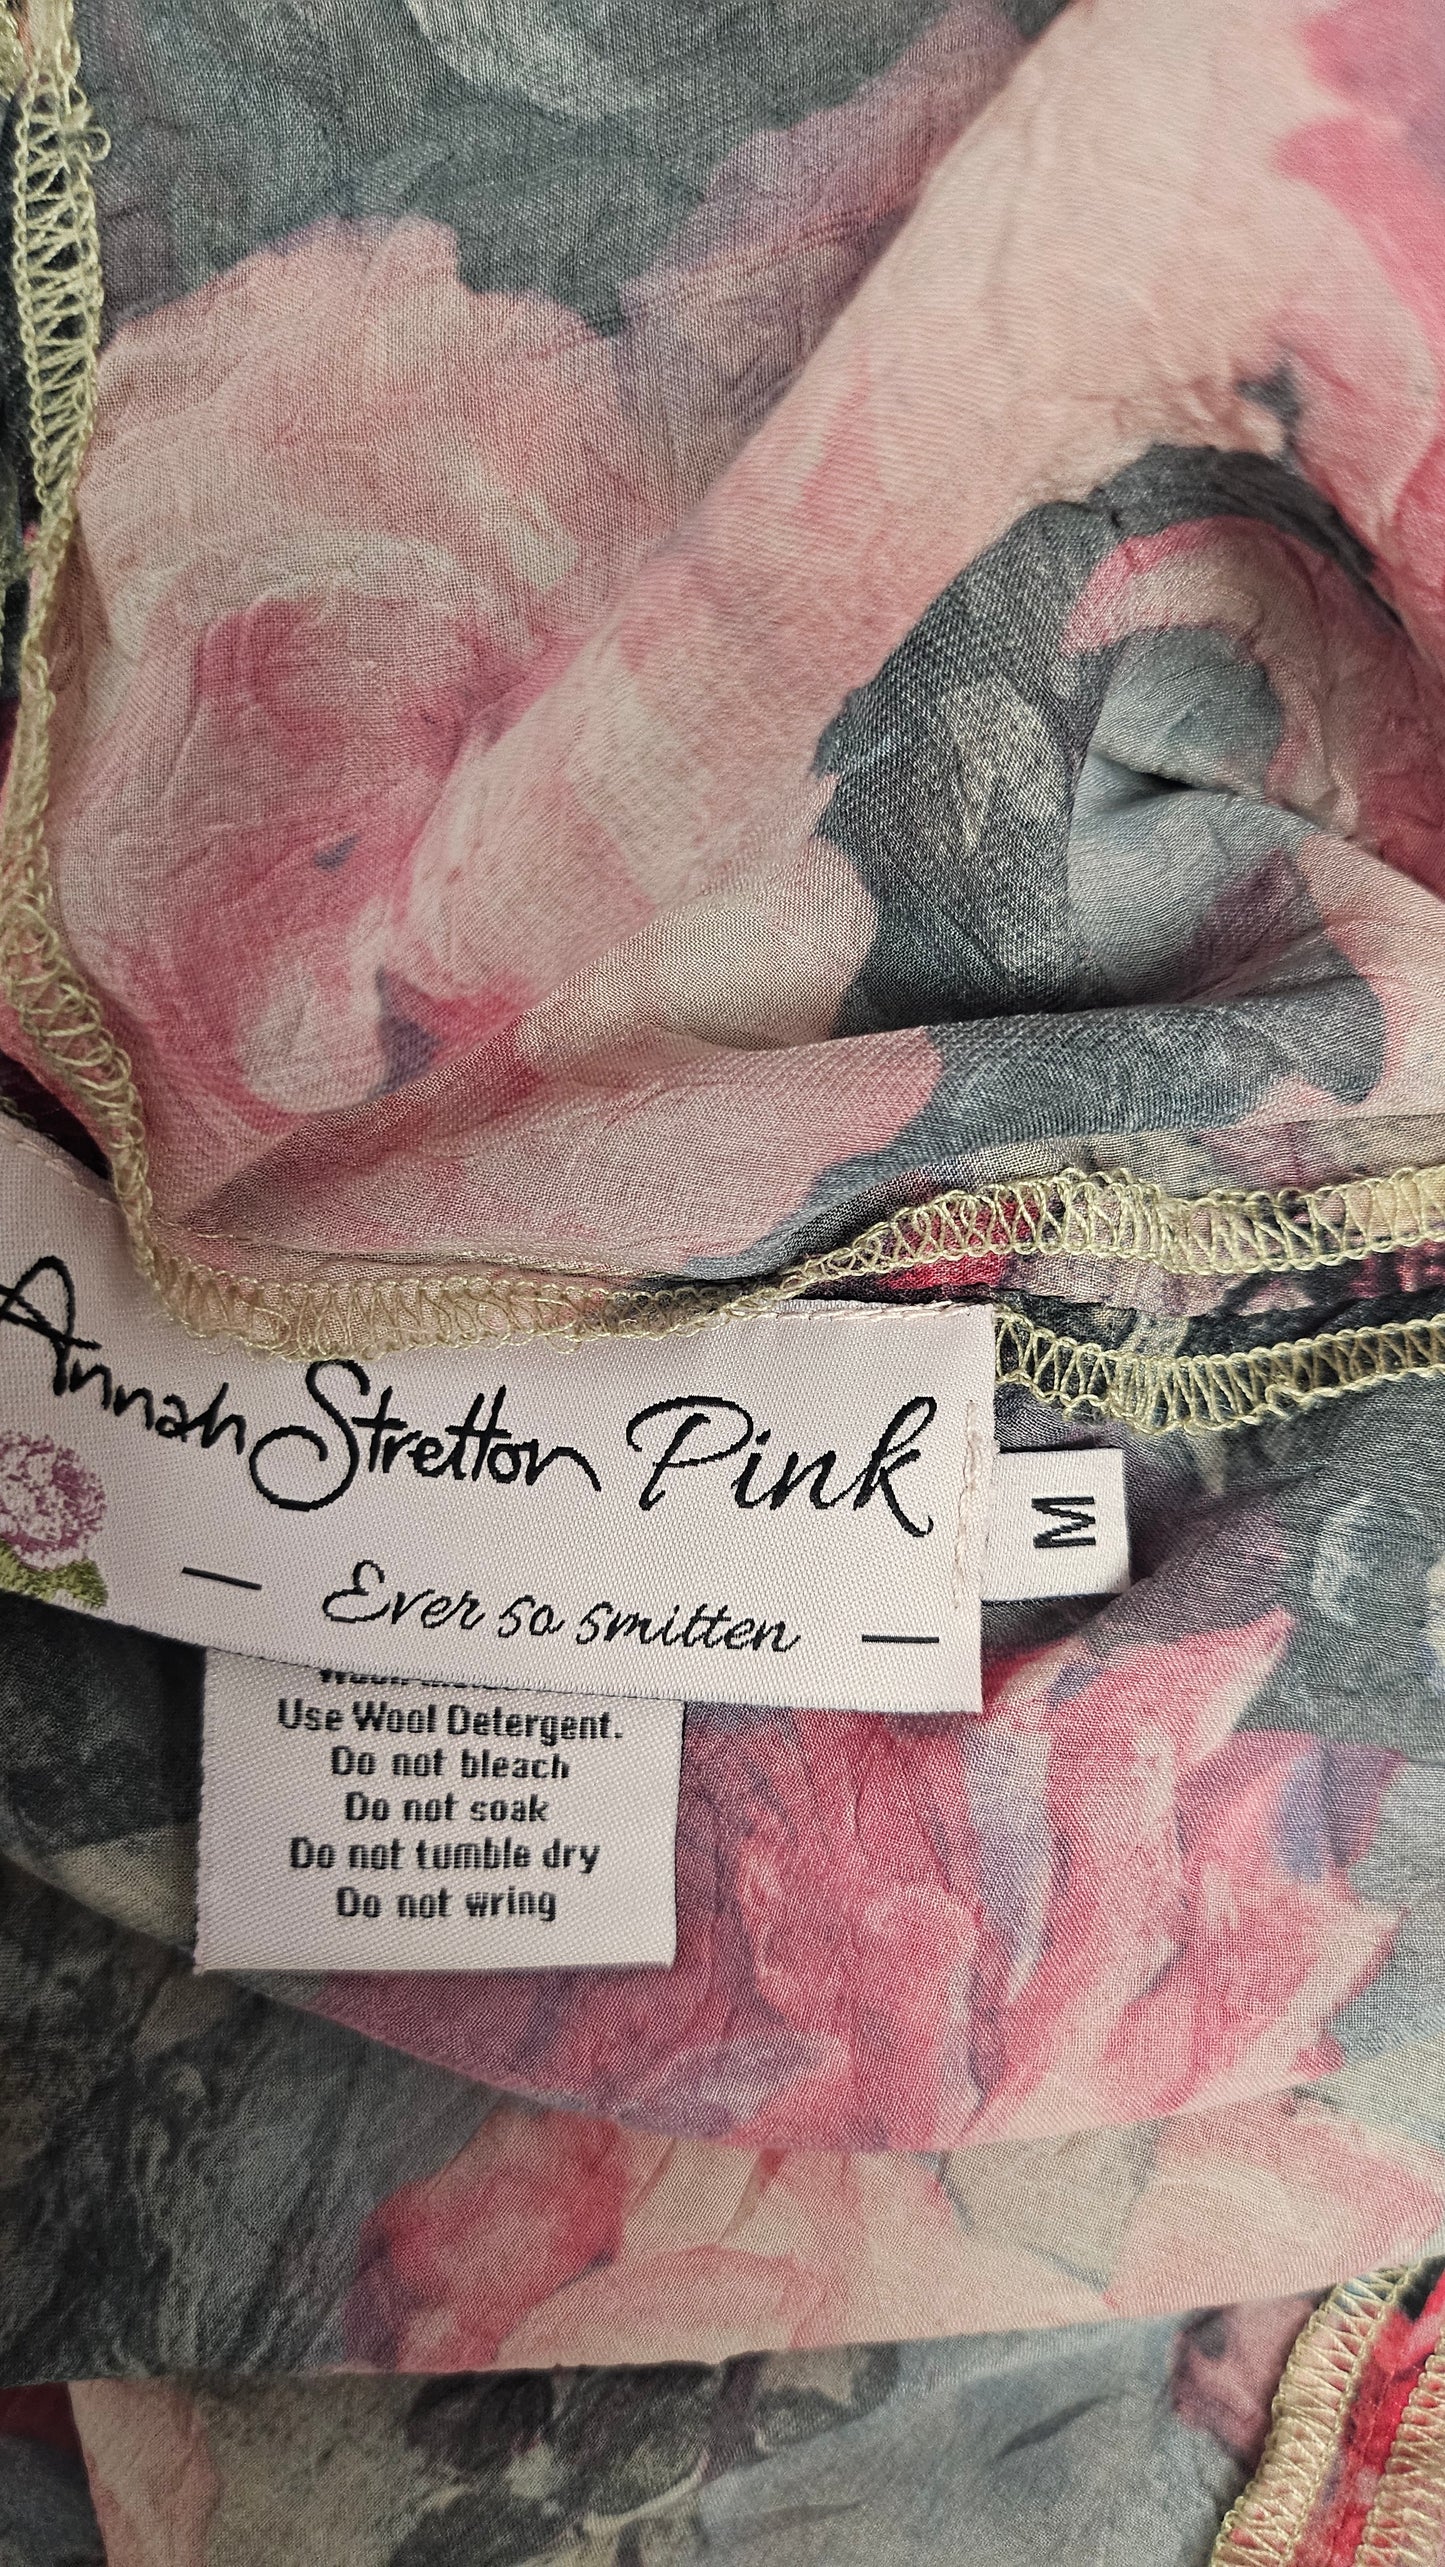 Annah Stretton Pink
M
— Ever so smitten —
Use Wool Detergent.
Do not bleach
Do not soak
Do not tumble dry
Do not wring